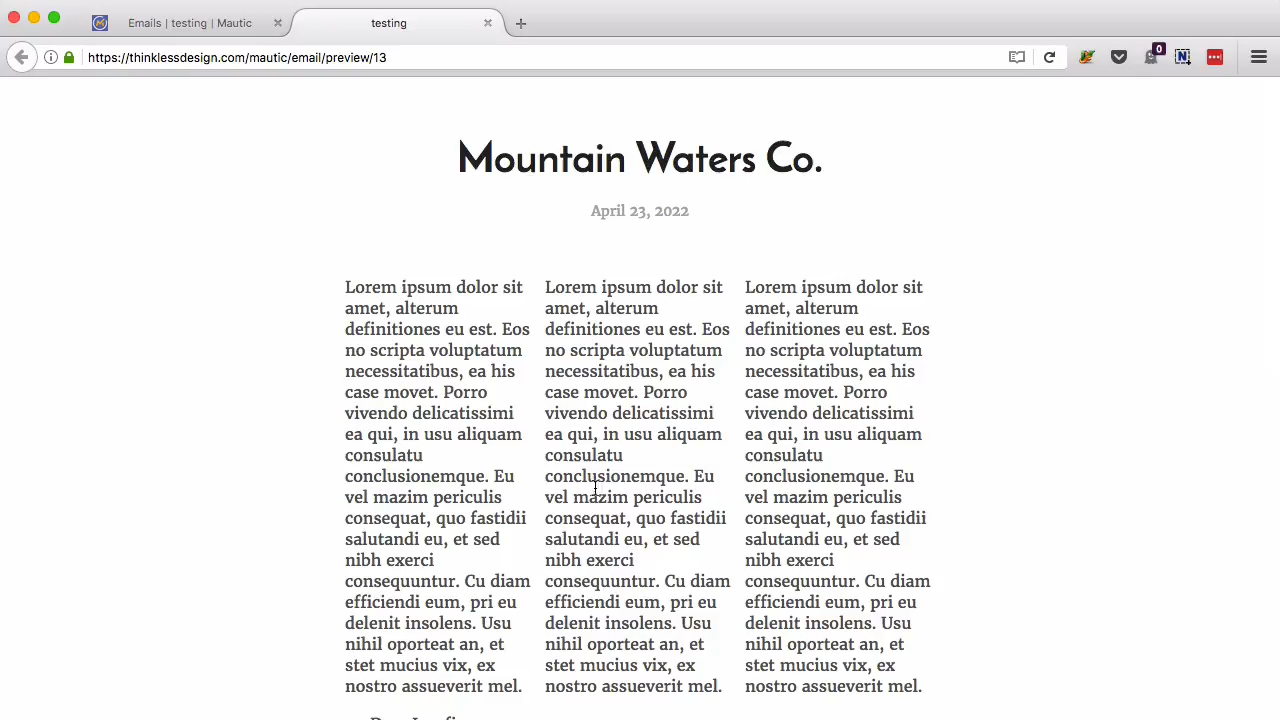 Emails | testing | Mautic
testing
https://thinklessdesign.com/mautic/email/preview/13
0
N
Mountain Waters Co.
April 23, 2022
Lorem ipsum dolor sit
amet, alterum
definitiones eu est. Eos
no scripta voluptatum
necessitatibus, ea his
case movet. Porro
vivendo delicatissimi
ea qui, in usu aliquam
consulatu
conclusionemque. Eu
vel mazim periculis
consequat, quo fastidii
salutandi eu, et sed
nibh exerci
consequuntur. Cu diam
efficiendi eum, pri eu
delenit insolens. Usu
nihil oporteat an, et
stet mucius vix, ex
nostro assueverit mel.
Lorem ipsum dolor sit
amet, alterum
definitiones eu est. Eos
no scripta voluptatum
necessitatibus, ea his
case movet. Porro
vivendo delicatissimi
ea qui, in usu aliquam
consulatu
conclusionemque. Eu
vel mazim periculis
consequat, quo fastidii
salutandi eu, et sed
nibh exerci
consequuntur. Cu diam
efficiendi eum, pri eu
delenit insolens. Usu
nihil oporteat an, et
stet mucius vix, ex
nostro assueverit mel.
Lorem ipsum dolor sit
amet, alterum
definitiones eu est. Eos
no scripta voluptatum
necessitatibus, ea his
case movet. Porro
vivendo delicatissimi
ea qui, in usu aliquam
consulatu
conclusionemque. Eu
vel mazim periculis
consequat, quo fastidii
salutandi eu, et sed
nibh exerci
consequuntur. Cu diam
efficiendi eum, pri eu
delenit insolens. Usu
nihil oporteat an, et
stet mucius vix, ex
nostro assueverit mel.